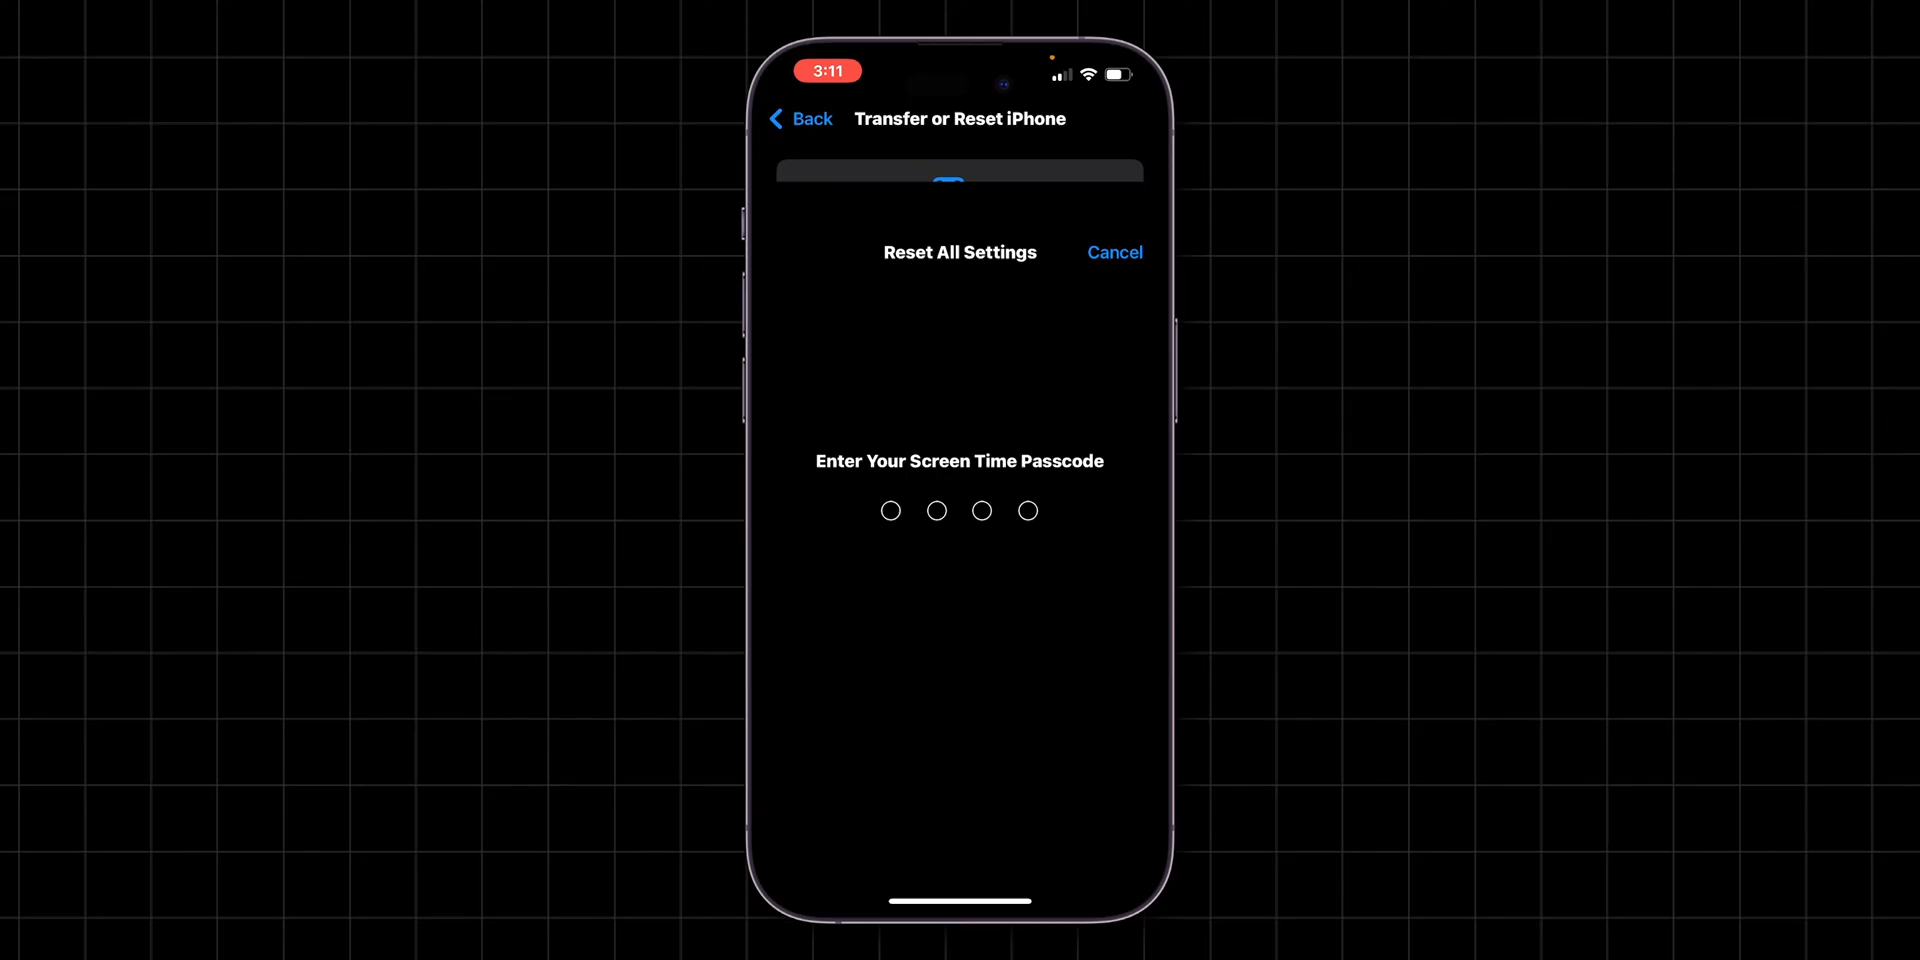 3:11
Back
Transfer or Reset iPhone
Reset All Settings
Cancel
Enter Your Screen Time Passcode